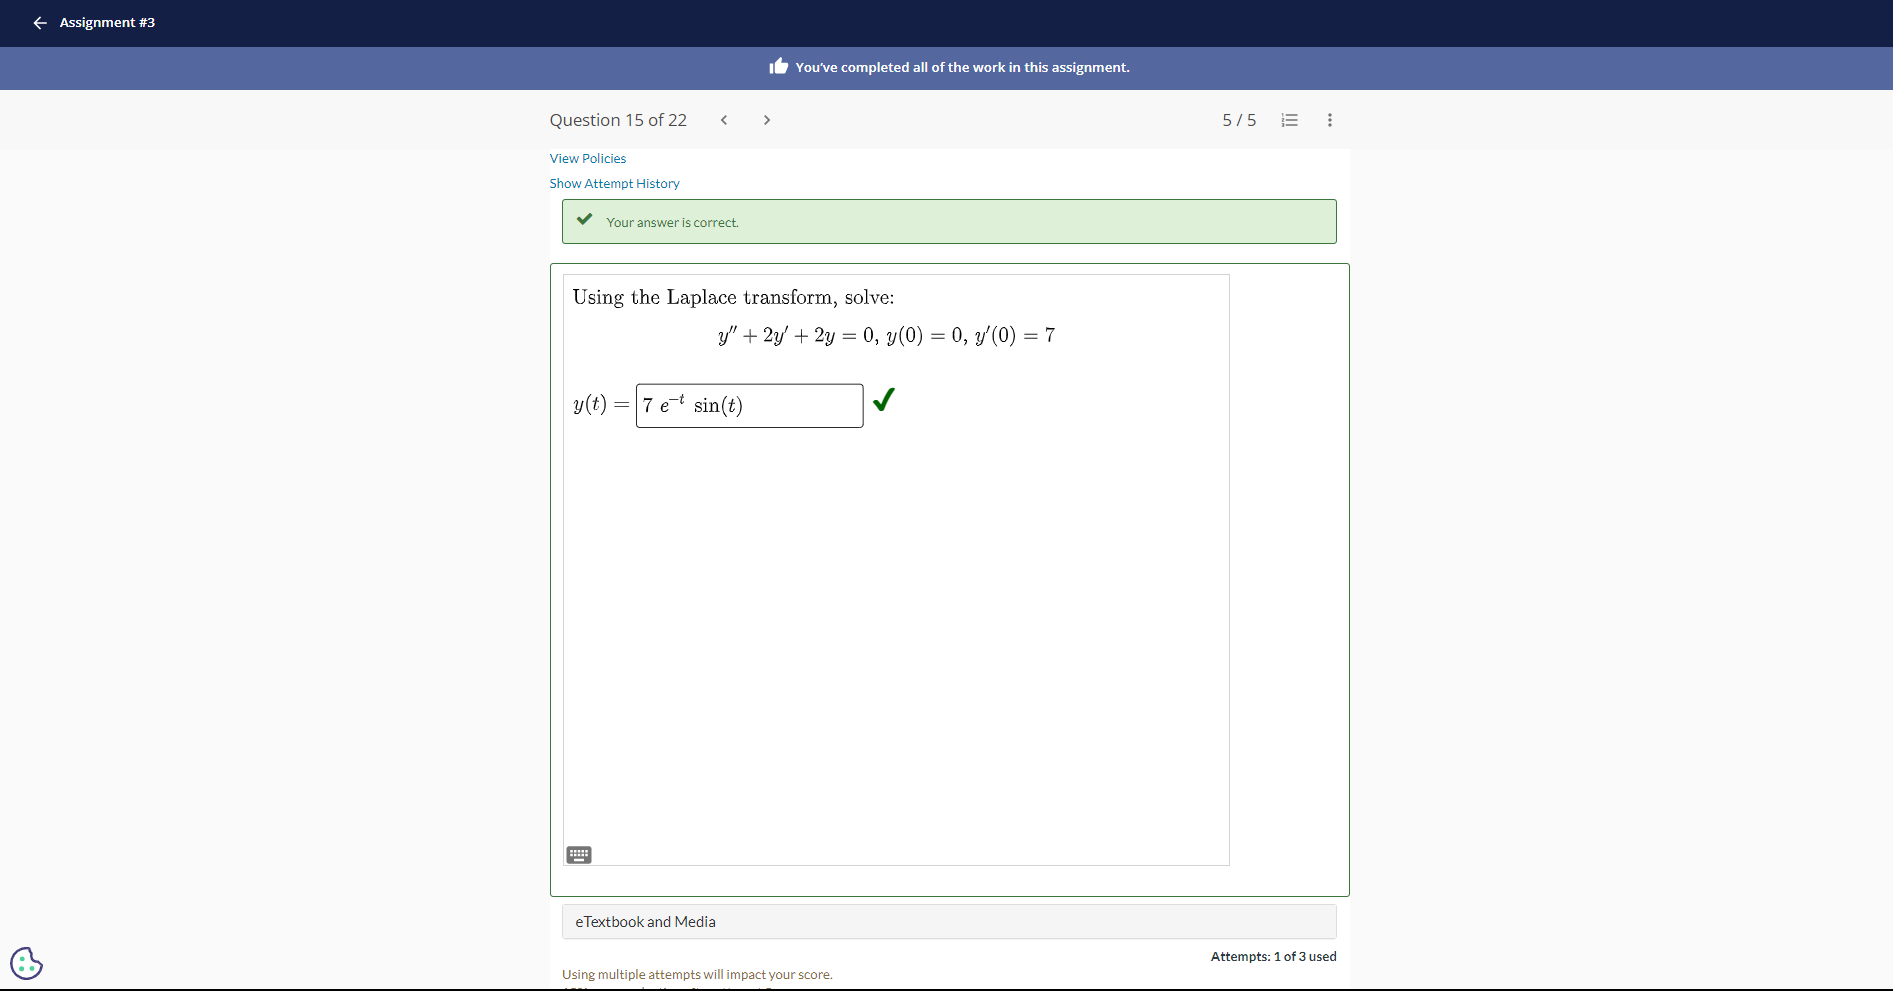 Assignment #3
You've completed all of the work in this assignment.
Question 15 of 22
5 / 5
View Policies
Show Attempt History
Your answer is correct.
Using the Laplace transform, solve:
y″ + 2y′ + 2y = 0, y(0) = 0, y′(0) = 7
y(t) = 7 e^{−t} sin(t)
eTextbook and Media
Attempts: 1 of 3 used
Using multiple attempts will impact your score.